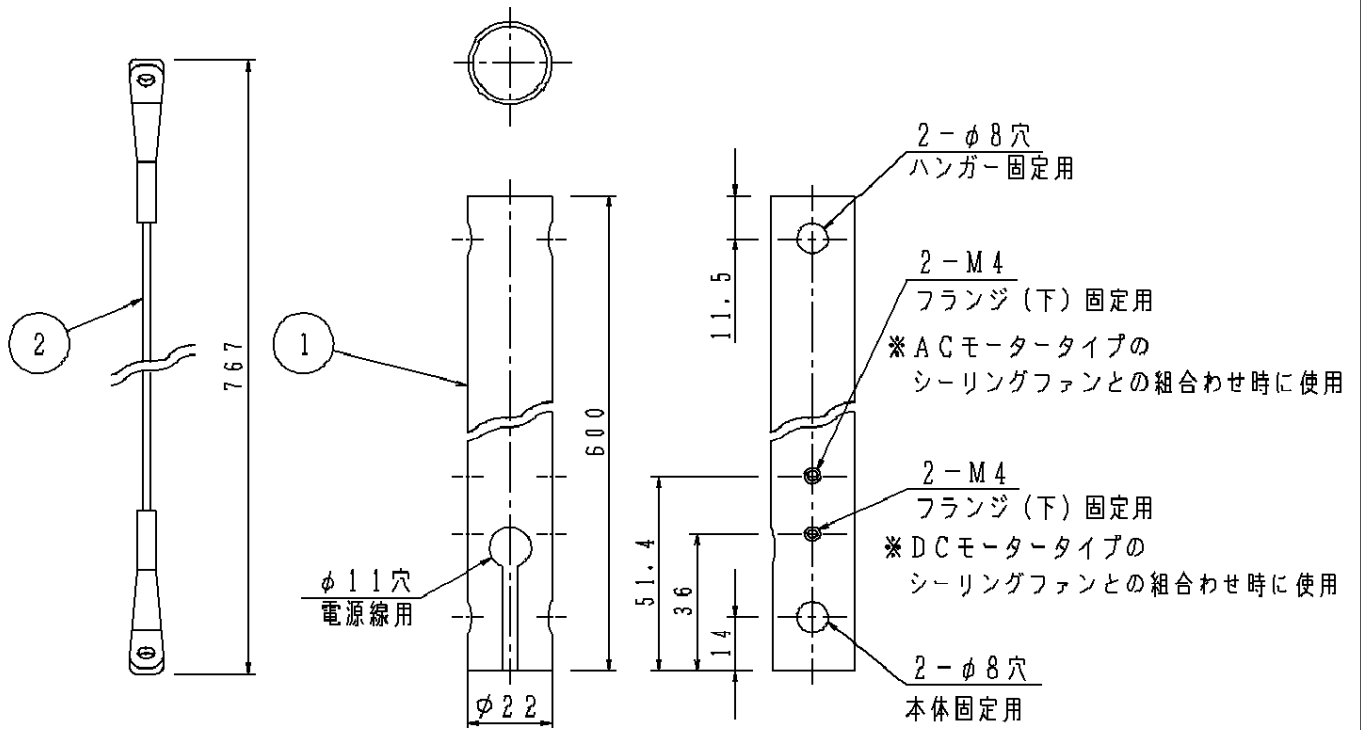 2-φ8穴
ハンガー固定用
2-M4
フランジ(下)固定用
※ACモータータイプの
シーリングファンとの組合わせ時に使用
2-M4
フランジ(下)固定用
※DCモータータイプの
シーリングファンとの組合わせ時に使用
2-φ8穴
本体固定用
φ11穴
電源線用
φ22
①
②
767
600
11.5
51.4
36
14